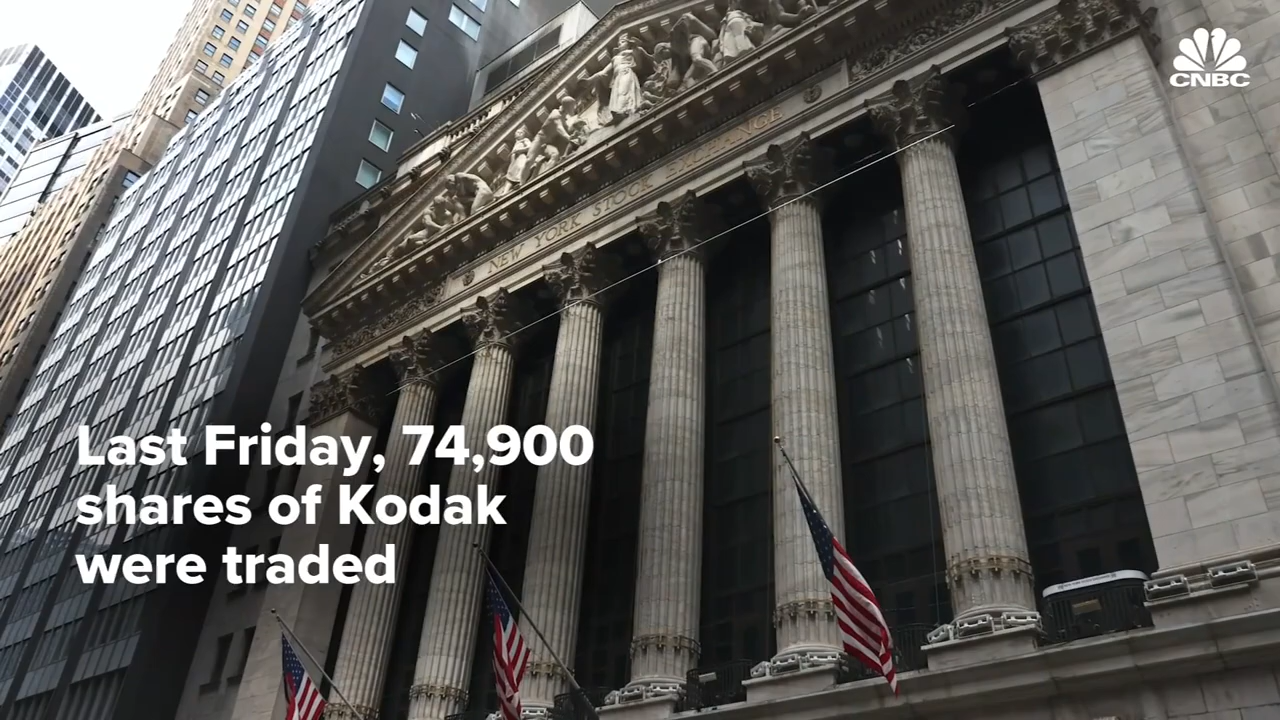 CNBC
NEW YORK STOCK EXCHANGE
Last Friday, 74,900
shares of Kodak
were traded